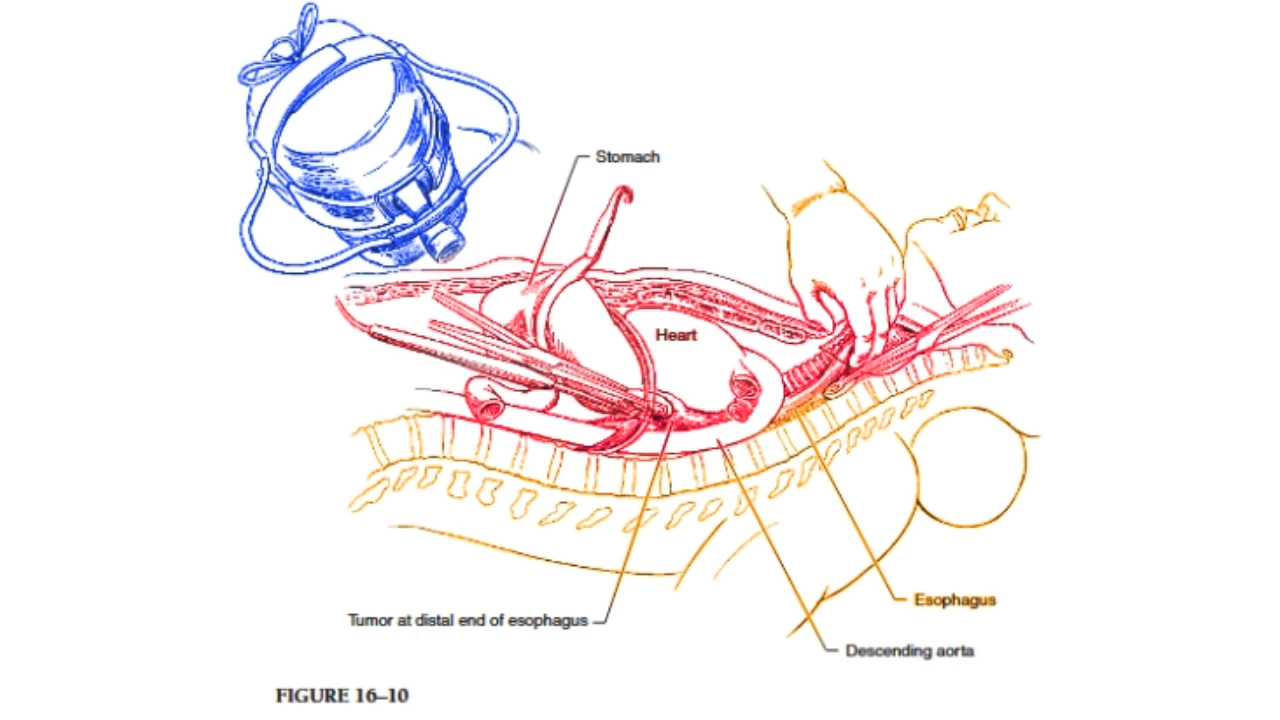 Stomach
Heart
Esophagus
Tumor at distal end of esophagus
Descending aorta
FIGURE 16–10